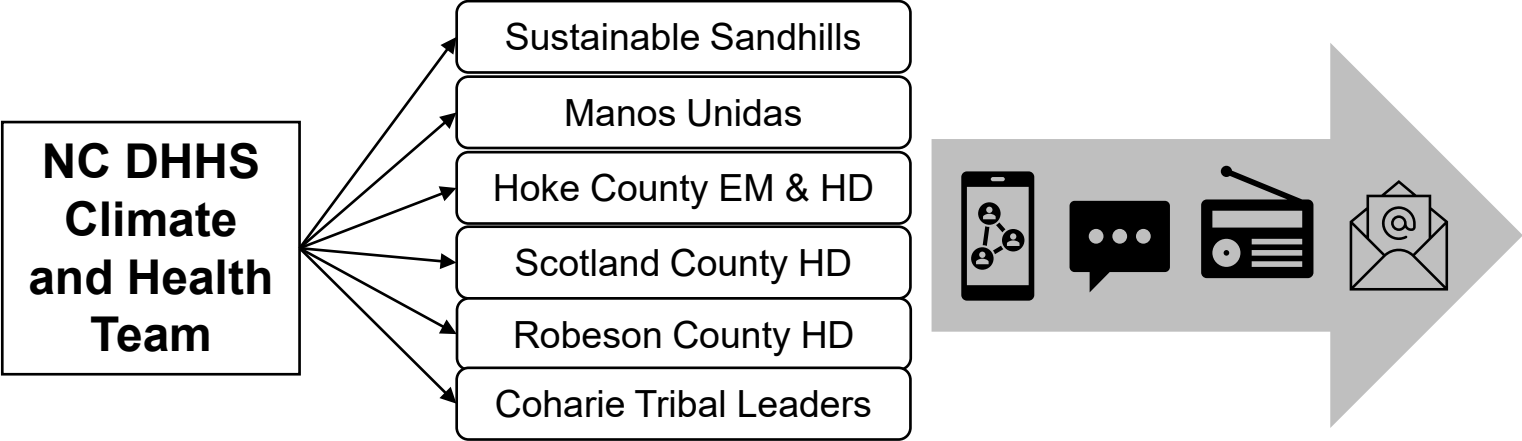 NC DHHS
Climate
and Health
Team
Sustainable Sandhills
Manos Unidas
Hoke County EM & HD
Scotland County HD
Robeson County HD
Coharie Tribal Leaders
@